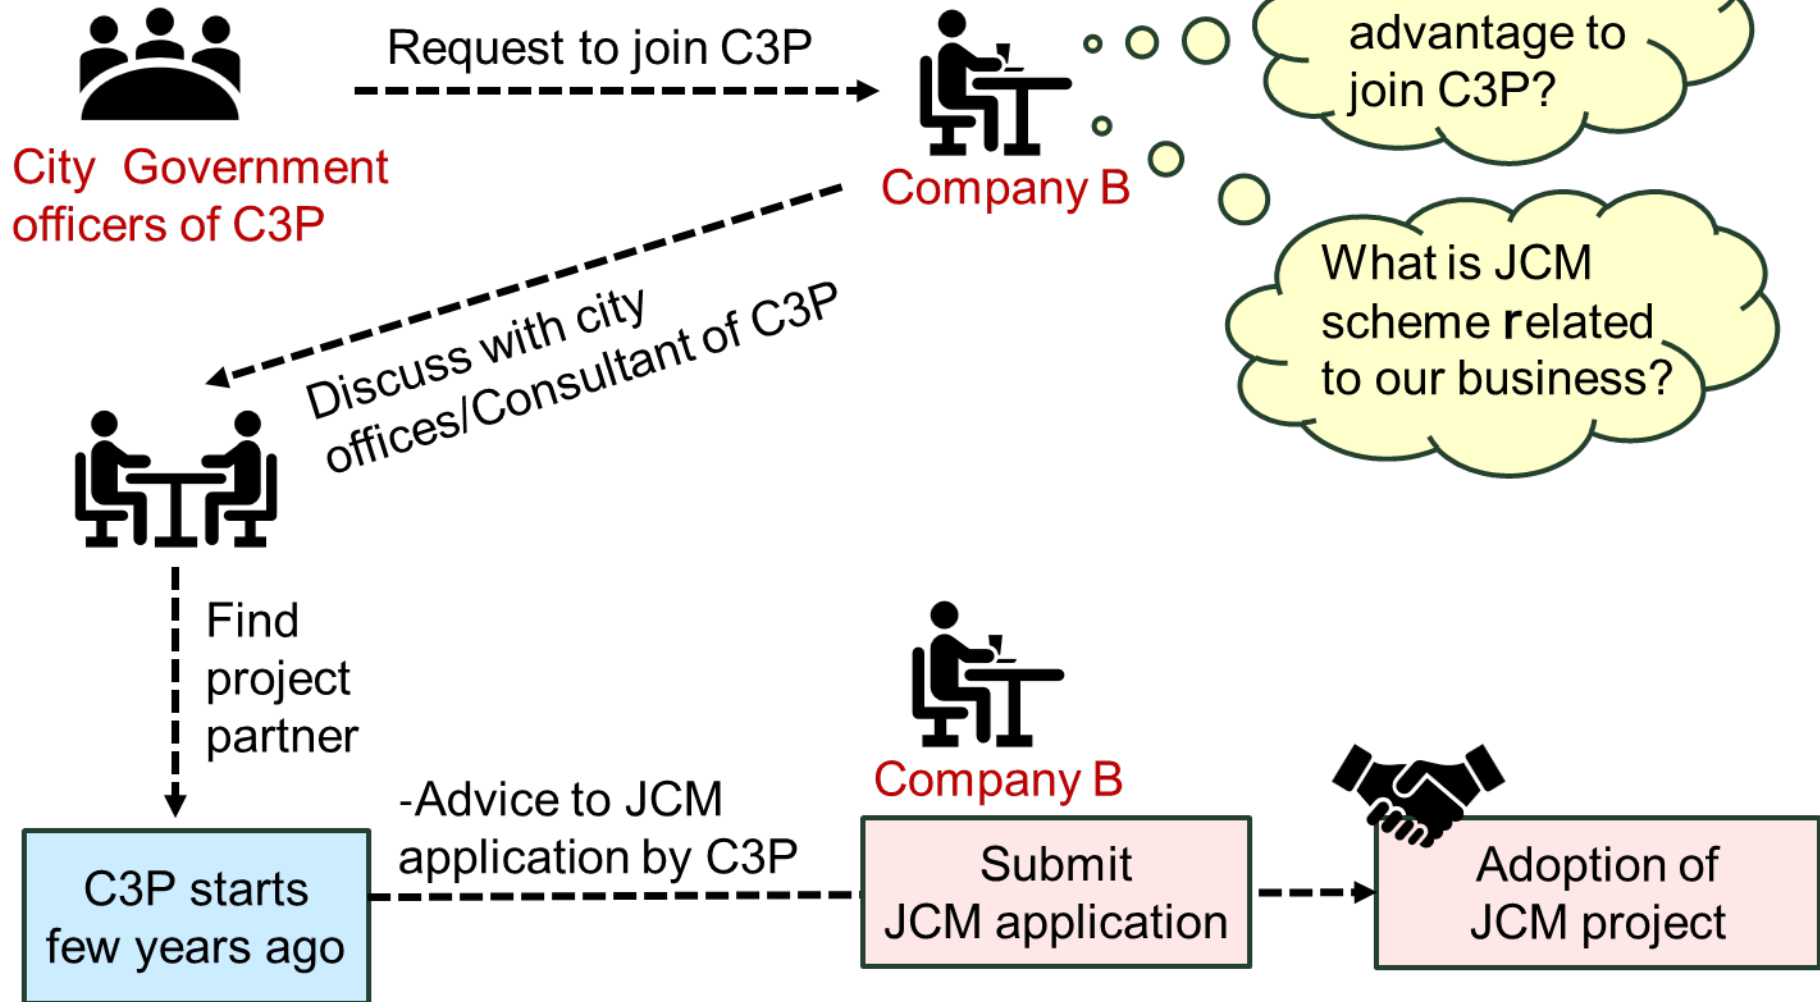 Request to join C3P
advantage to
join C3P?
City Government
officers of C3P
Company B
What is JCM
scheme related
to our business?
Discuss with city
offices/Consultant of C3P
Find
project
partner
Company B
-Advice to JCM
application by C3P
C3P starts
few years ago
Submit
JCM application
Adoption of
JCM project